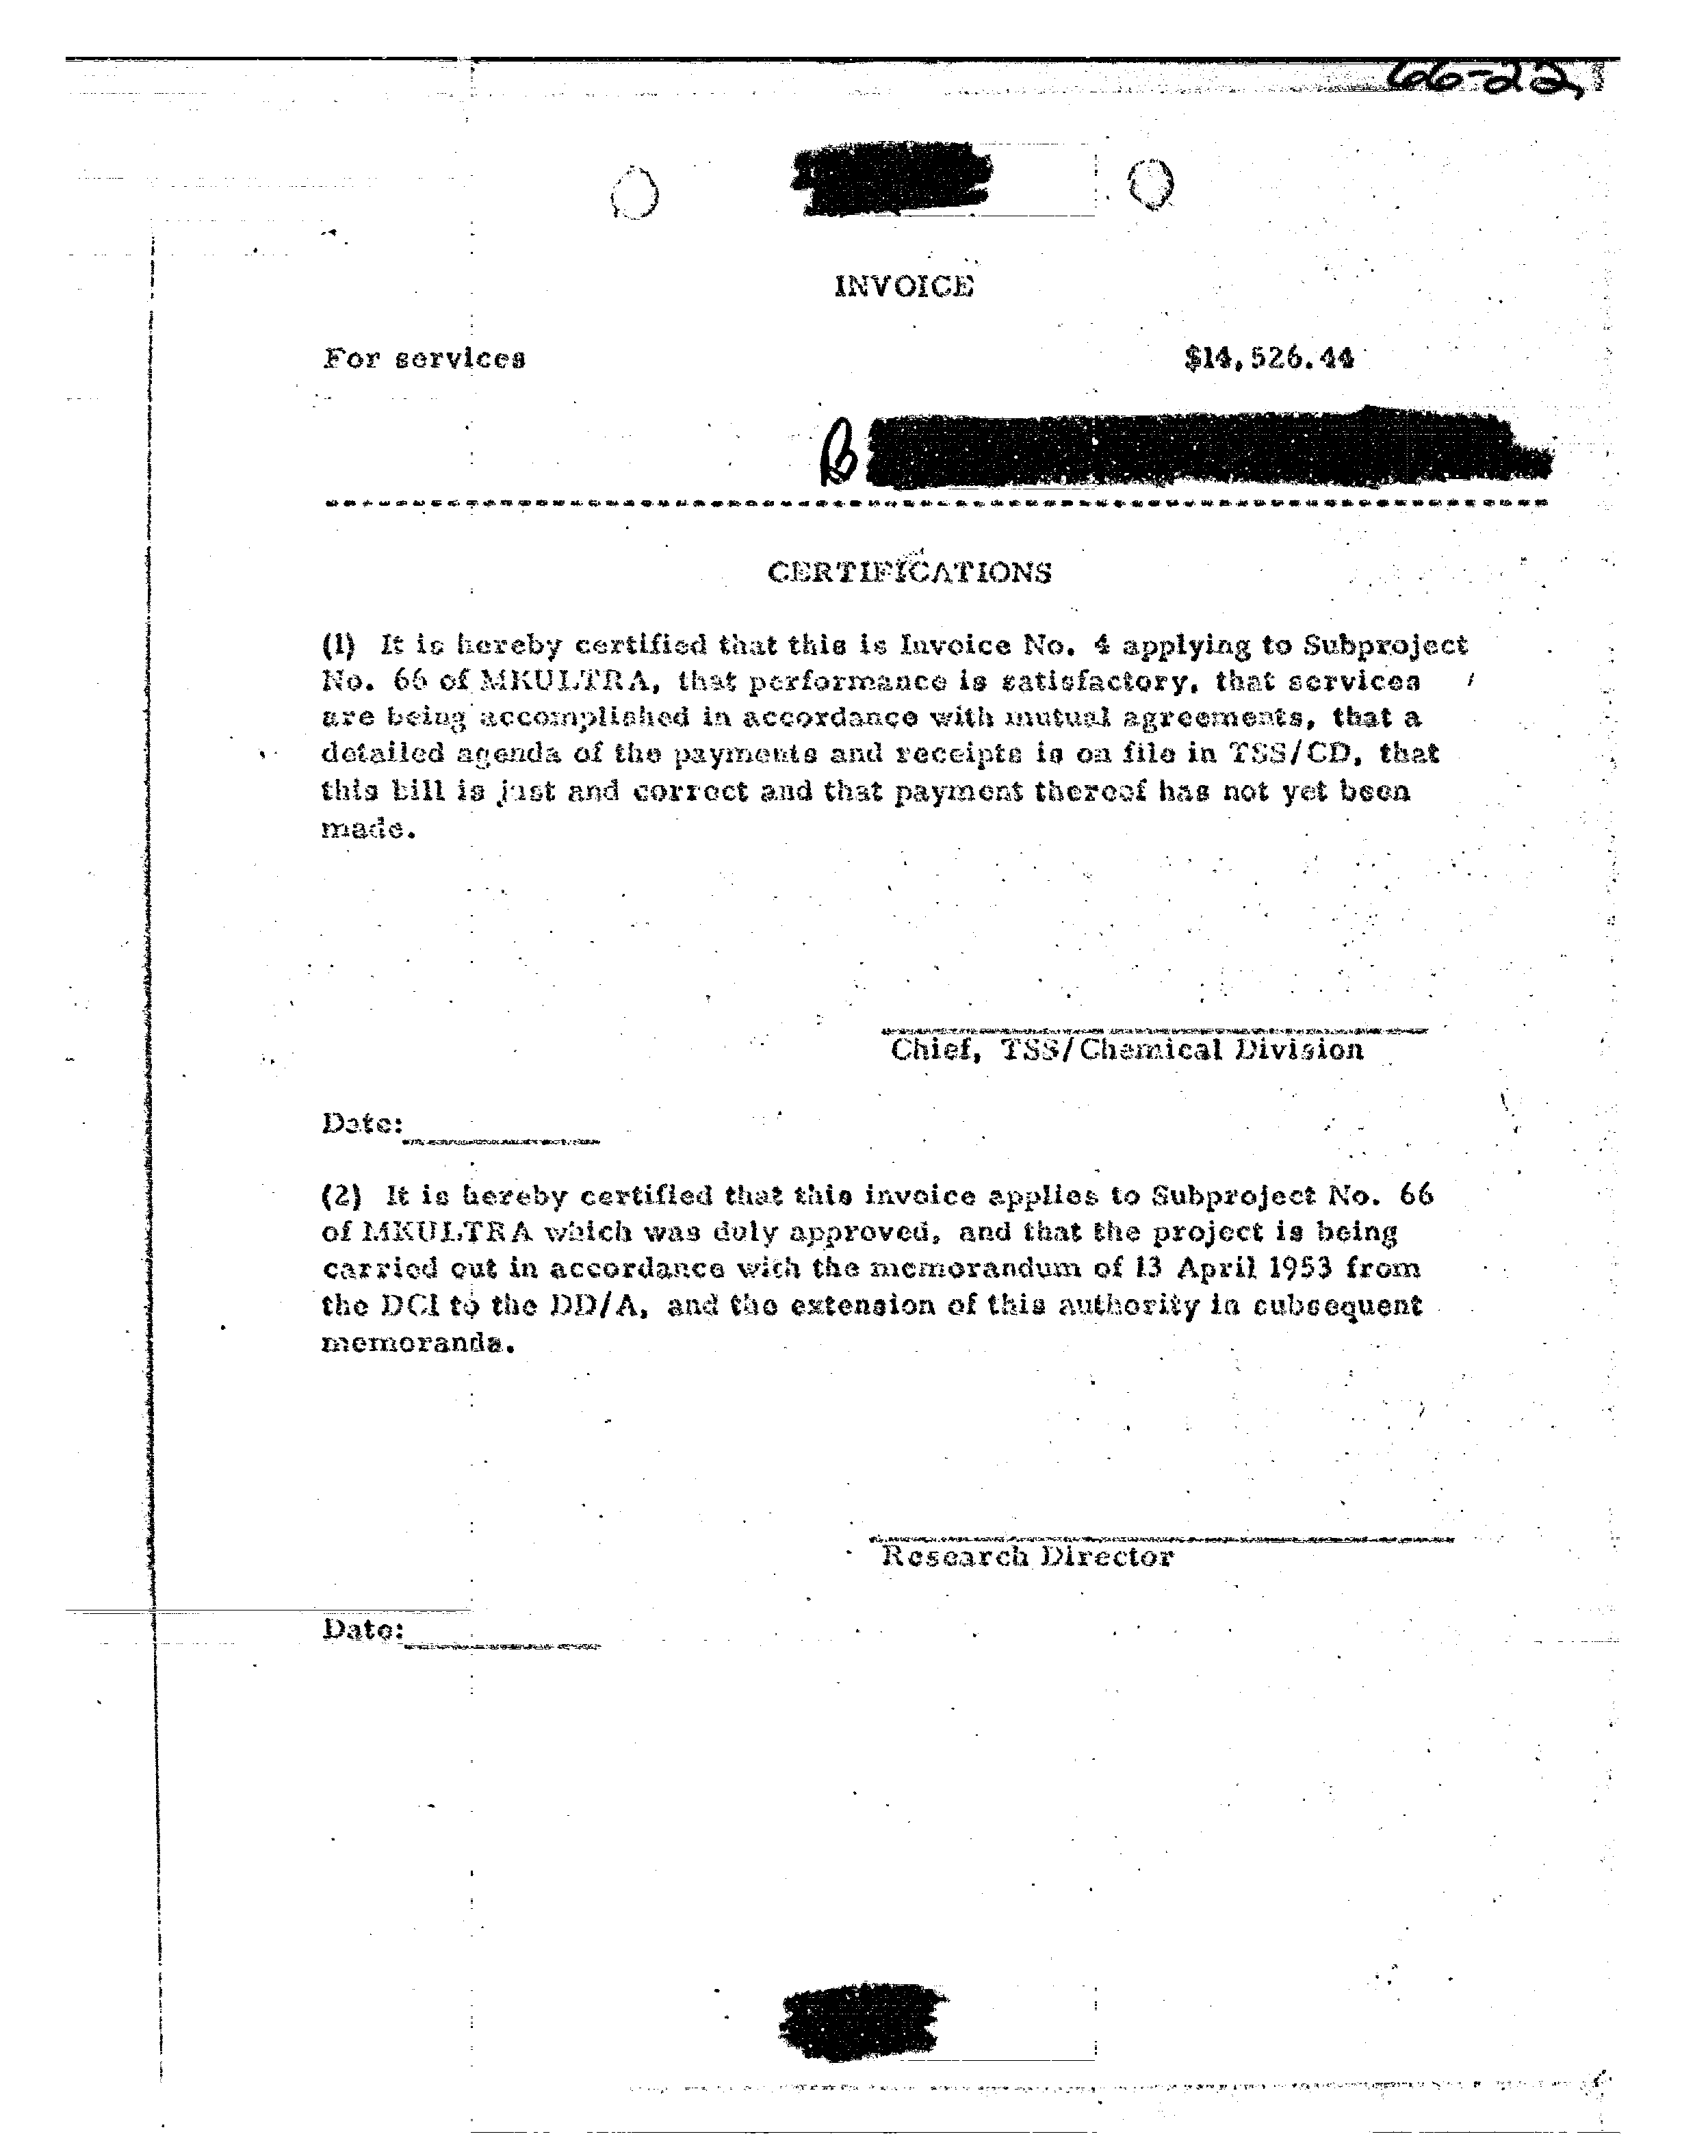 66-22
INVOICE
For services $14,526.44
B
CERTIFICATIONS
(1) It is hereby certified that this is Invoice No. 4 applying to Subproject
No. 66 of MKULTRA, that performance is satisfactory, that services
are being accomplished in accordance with mutual agreements, that a
detailed agenda of the payments and receipts is on file in TSS/CD, that
this bill is just and correct and that payment thereof has not yet been
made.
Chief, TSS/Chemical Division
Date:
(2) It is hereby certified that this invoice applies to Subproject No. 66
of MKULTRA which was duly approved, and that the project is being
carried out in accordance with the memorandum of 13 April 1953 from
the DCI to the DD/A, and the extension of this authority in subsequent
memoranda.
Research Director
Date: